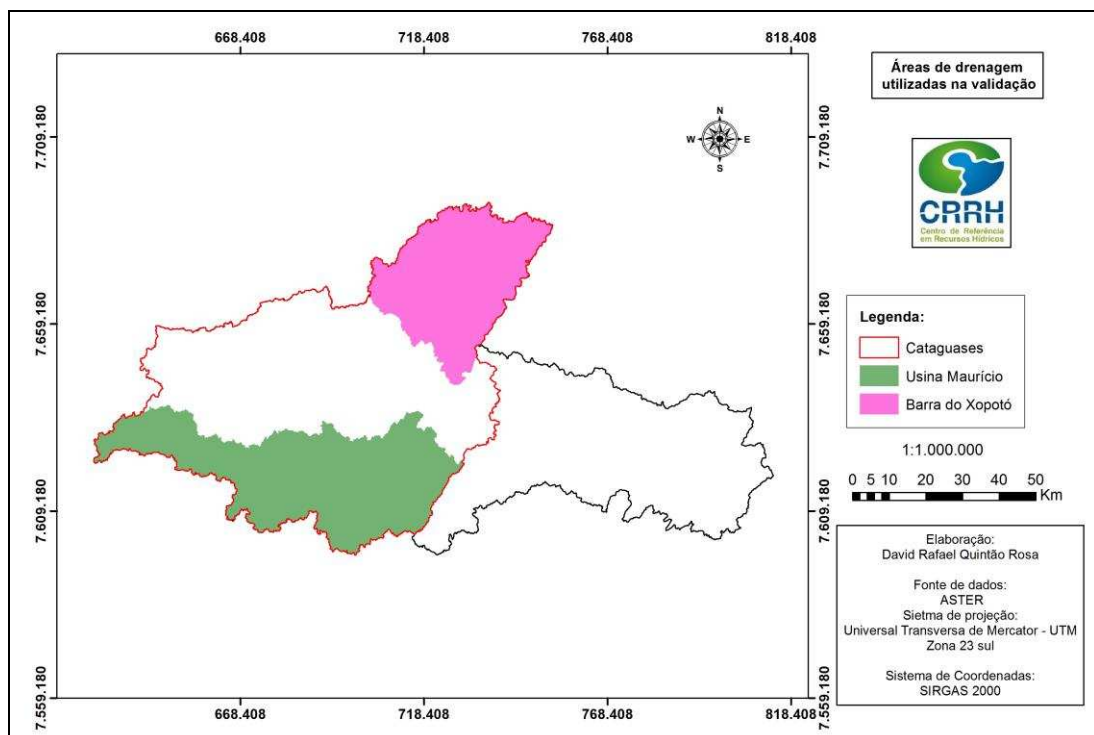 668.408 718.408 768.408 818.408
7.709.180 7.709.180
7.659.180 7.659.180
7.609.180 7.609.180
7.559.180 7.559.180
668.408 718.408 768.408 818.408
N
W E
S
Áreas de drenagem
utilizadas na validação
CRRH
Centro de Referência
em Recursos Hídricos
Legenda:
Cataguases
Usina Maurício
Barra do Xopotó
1:1.000.000
0 5 10 20 30 40 50
Km
Elaboração:
David Rafael Quintão Rosa
Fonte de dados:
ASTER
Sietma de projeção:
Universal Transversa de Mercator - UTM
Zona 23 sul
Sistema de Coordenadas:
SIRGAS 2000